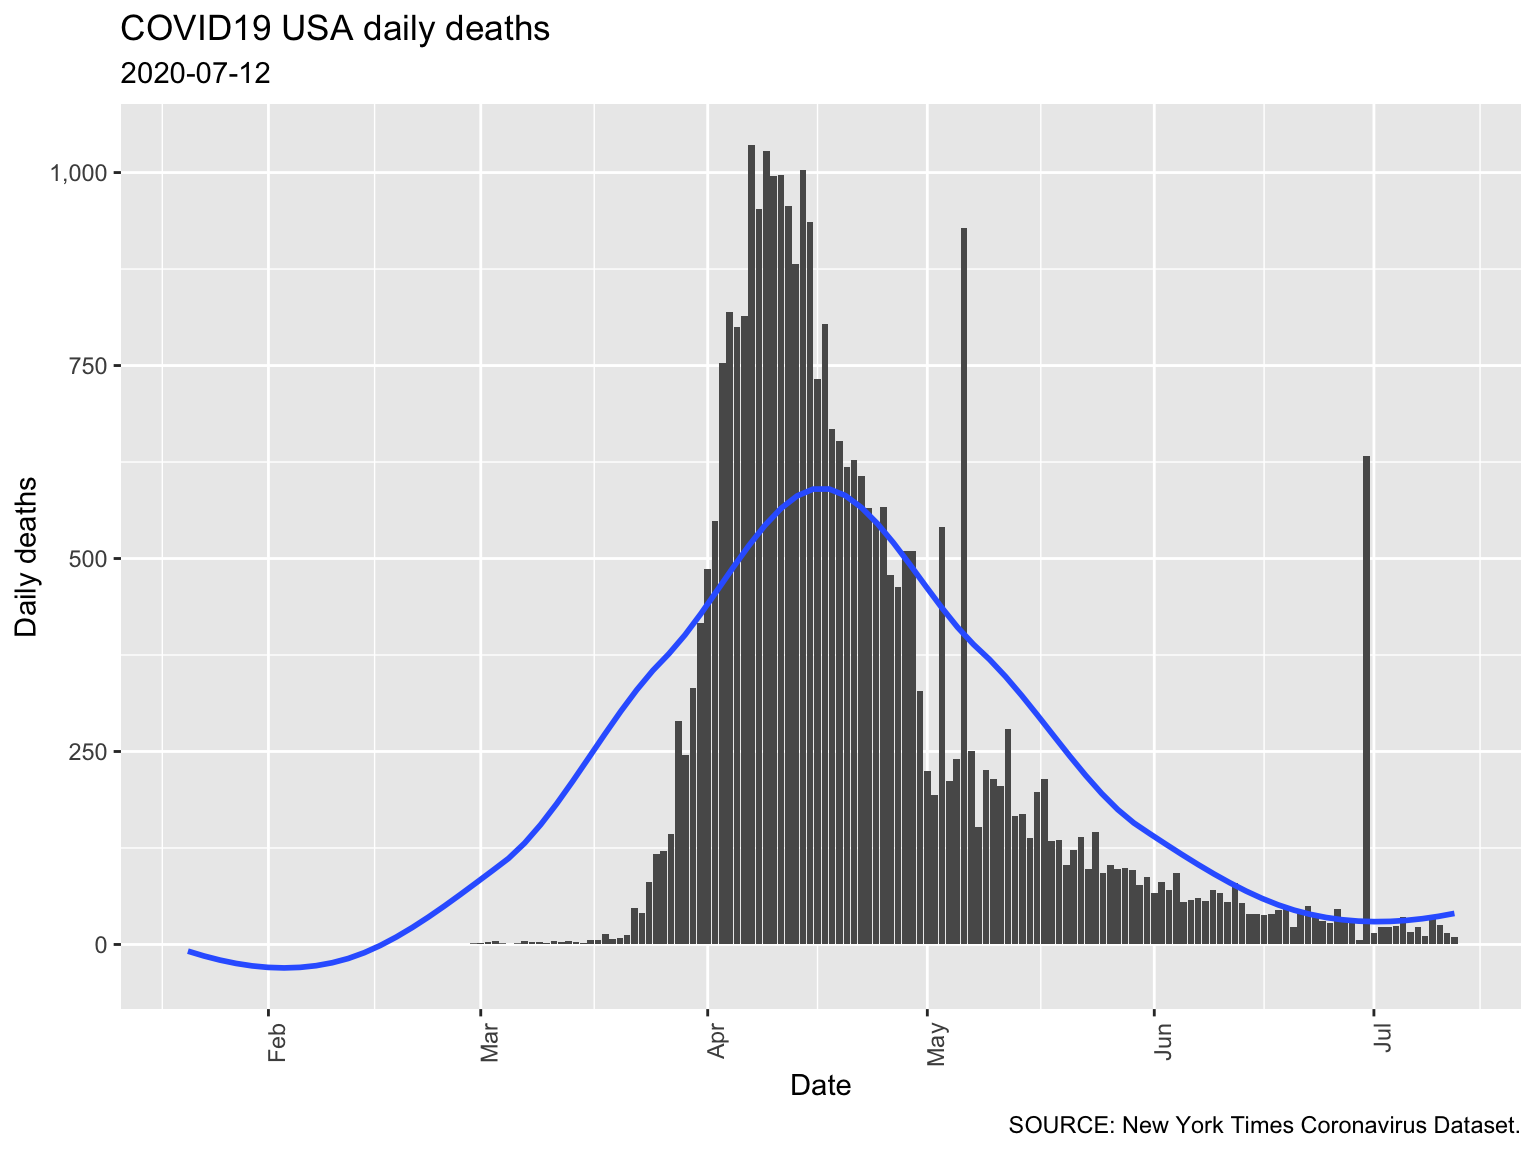 COVID19 USA daily deaths
2020-07-12
1,000
750
500
250
0
Daily deaths
Feb
Mar
Apr
May
Jun
Jul
Date
SOURCE: New York Times Coronavirus Dataset.